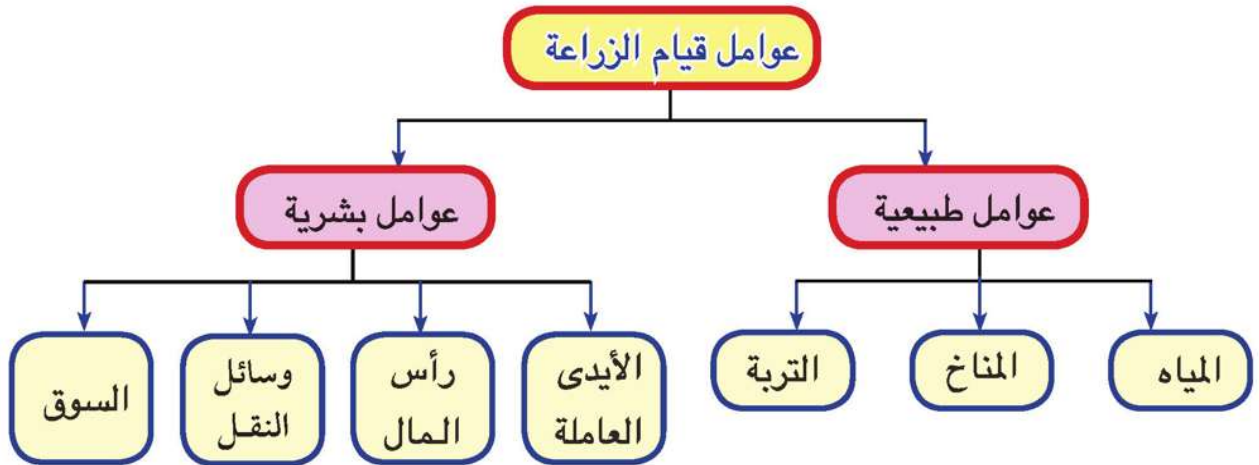 عوامل قيام الزراعة
عوامل طبيعية
عوامل بشرية
المياه
المناخ
التربة
الأيدى
العاملة
رأس
المال
وسائل
النقل
السوق